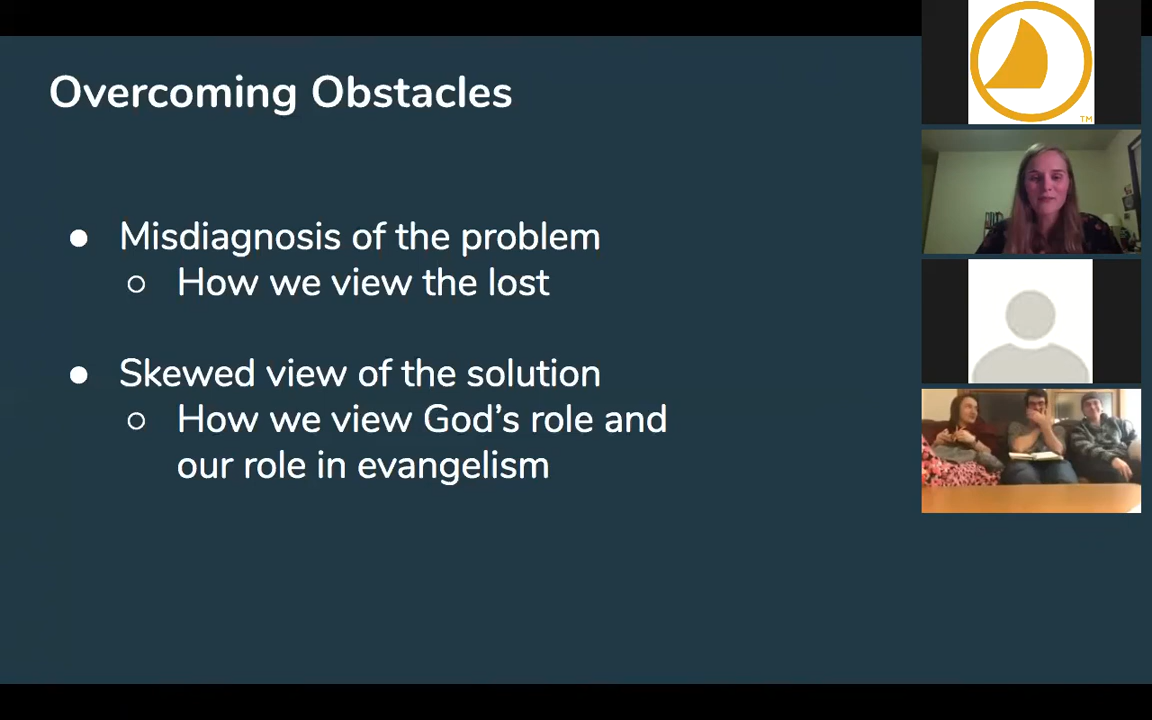 Overcoming Obstacles
● Misdiagnosis of the problem
○ How we view the lost
● Skewed view of the solution
○ How we view God’s role and
our role in evangelism
TM